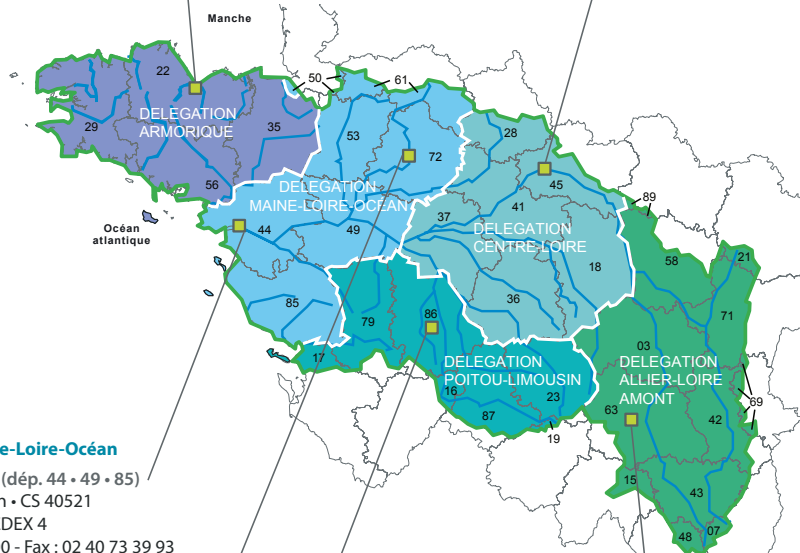 Manche
50
61
22
DELEGATION
ARMORIQUE
29
35
53
72
28
45
56
DELEGATION
MAINE-LOIRE-OCÉAN
41
89
Océan
atlantique
44
49
37
DELEGATION
CENTRE-LOIRE
58
21
18
85
79
86
36
71
03
17
DELEGATION
POITOU-LIMOUSIN
DELEGATION
ALLIER-LOIRE
AMONT
16
23
87
19
63
69
42
15
43
48
07
e-Loire-Océan
(dép. 44 • 49 • 85)
n • CS 40521
DEX 4
0 - Fax : 02 40 73 39 93